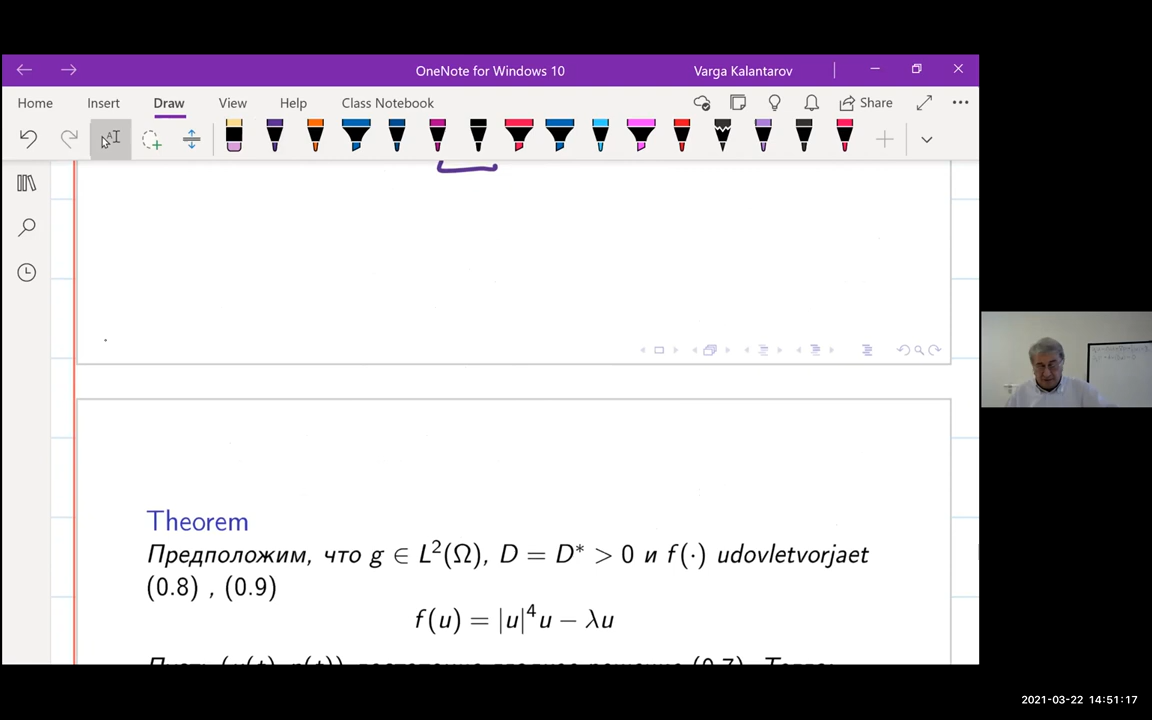 OneNote for Windows 10
Varga Kalantarov
Home Insert Draw View Help Class Notebook
Share
Theorem
Предположим, что g ∈ L²(Ω), D = D* > 0 и f(·) udovletvorjaet
(0.8) , (0.9)
f(u) = |u|⁴u − λu
2021-03-22 14:51:17